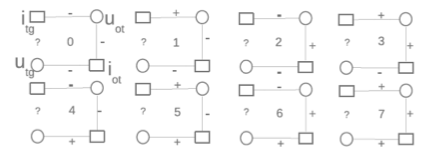 i_tg - u_ot + - +
? 0 - ? 1 - ? 2 + ? 3 +
u_tg - i_ot - - -
- + - +
? 4 - ? 5 - ? 6 + ? 7 +
+ + + +